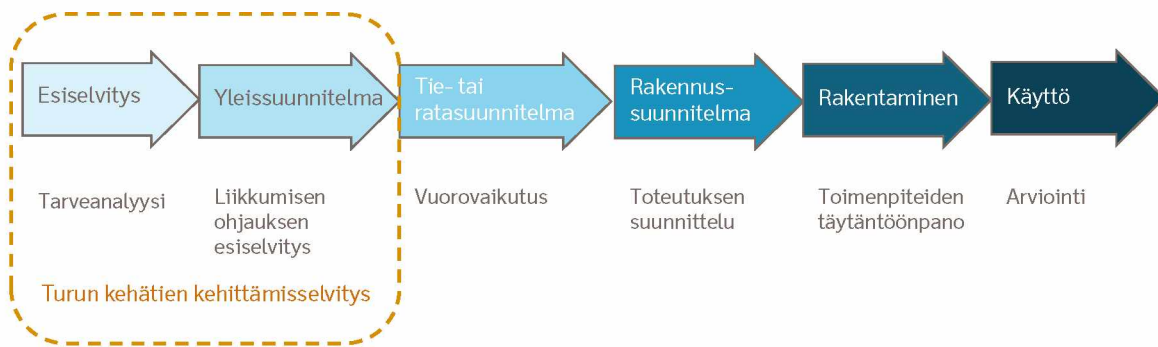 Esiselvitys
Yleissuunnitelma
Tie- tai
ratasuunnitelma
Rakennus-
suunnitelma
Rakentaminen
Käyttö
Tarveanalyysi
Liikkumisen
ohjauksen
esiselvitys
Vuorovaikutus
Toteutuksen
suunnittelu
Toimenpiteiden
täytäntöönpano
Arviointi
Turun kehätien kehittämisselvitys